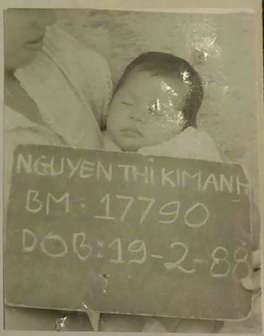 NGUYEN THI KIM ANH
BM: 17790
DOB: 19-2-88